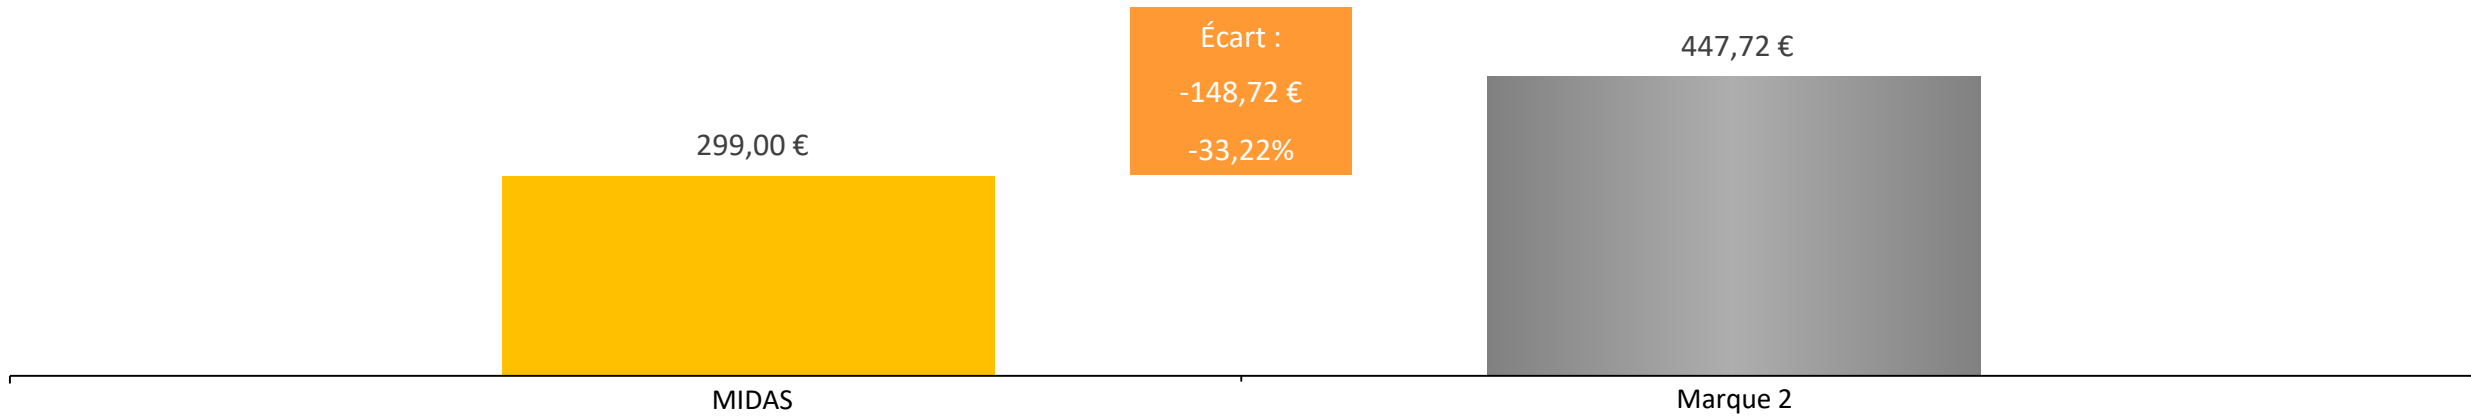 Écart :
-148,72 €
-33,22%
447,72 €
299,00 €
MIDAS
Marque 2